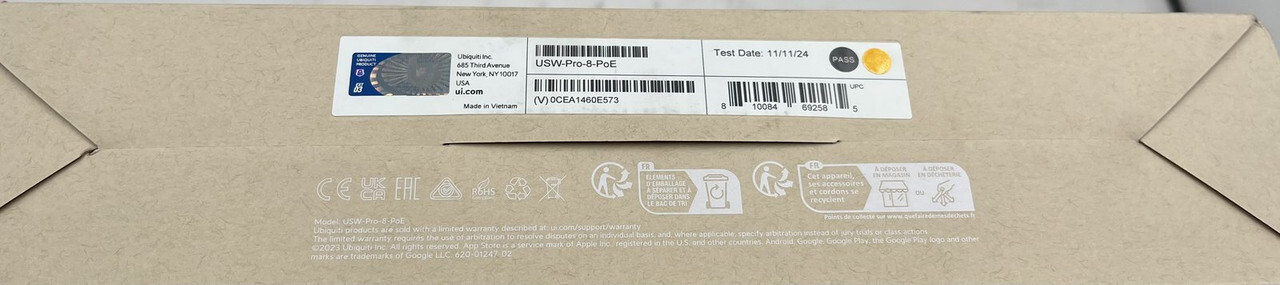 GENUINE
UBIQUITI
PRODUCT
Ubiquiti Inc.
685 Third Avenue
New York, NY 10017
USA
ui.com
Made in Vietnam
USW-Pro-8-PoE
(V) 0CEA1460E573
Test Date: 11/11/24
PASS
UPC
8 10084 69258 5
CE UK CA EAC RoHS
FR
ÉLÉMENTS
D'EMBALLAGE
À SÉPARER ET À
DÉPOSER DANS
LE BAC DE TRI
FR
Cet appareil,
ses accessoires
et cordons se
recyclent
À DÉPOSER
EN MAGASIN
OU
À DÉPOSER
EN DÉCHÈTERIE
Points de collecte sur www.quefairedemesdechets.fr
Model: USW-Pro-8-PoE
Ubiquiti products are sold with a limited warranty described at: ui.com/support/warranty
The limited warranty requires the use of arbitration to resolve disputes on an individual basis, and, where applicable, specify arbitration instead of jury trials or class actions.
©2023 Ubiquiti Inc. All rights reserved. App Store is a service mark of Apple Inc., registered in the U.S. and other countries. Android, Google, Google Play, the Google Play logo and other
marks are trademarks of Google LLC. 620-01247-02